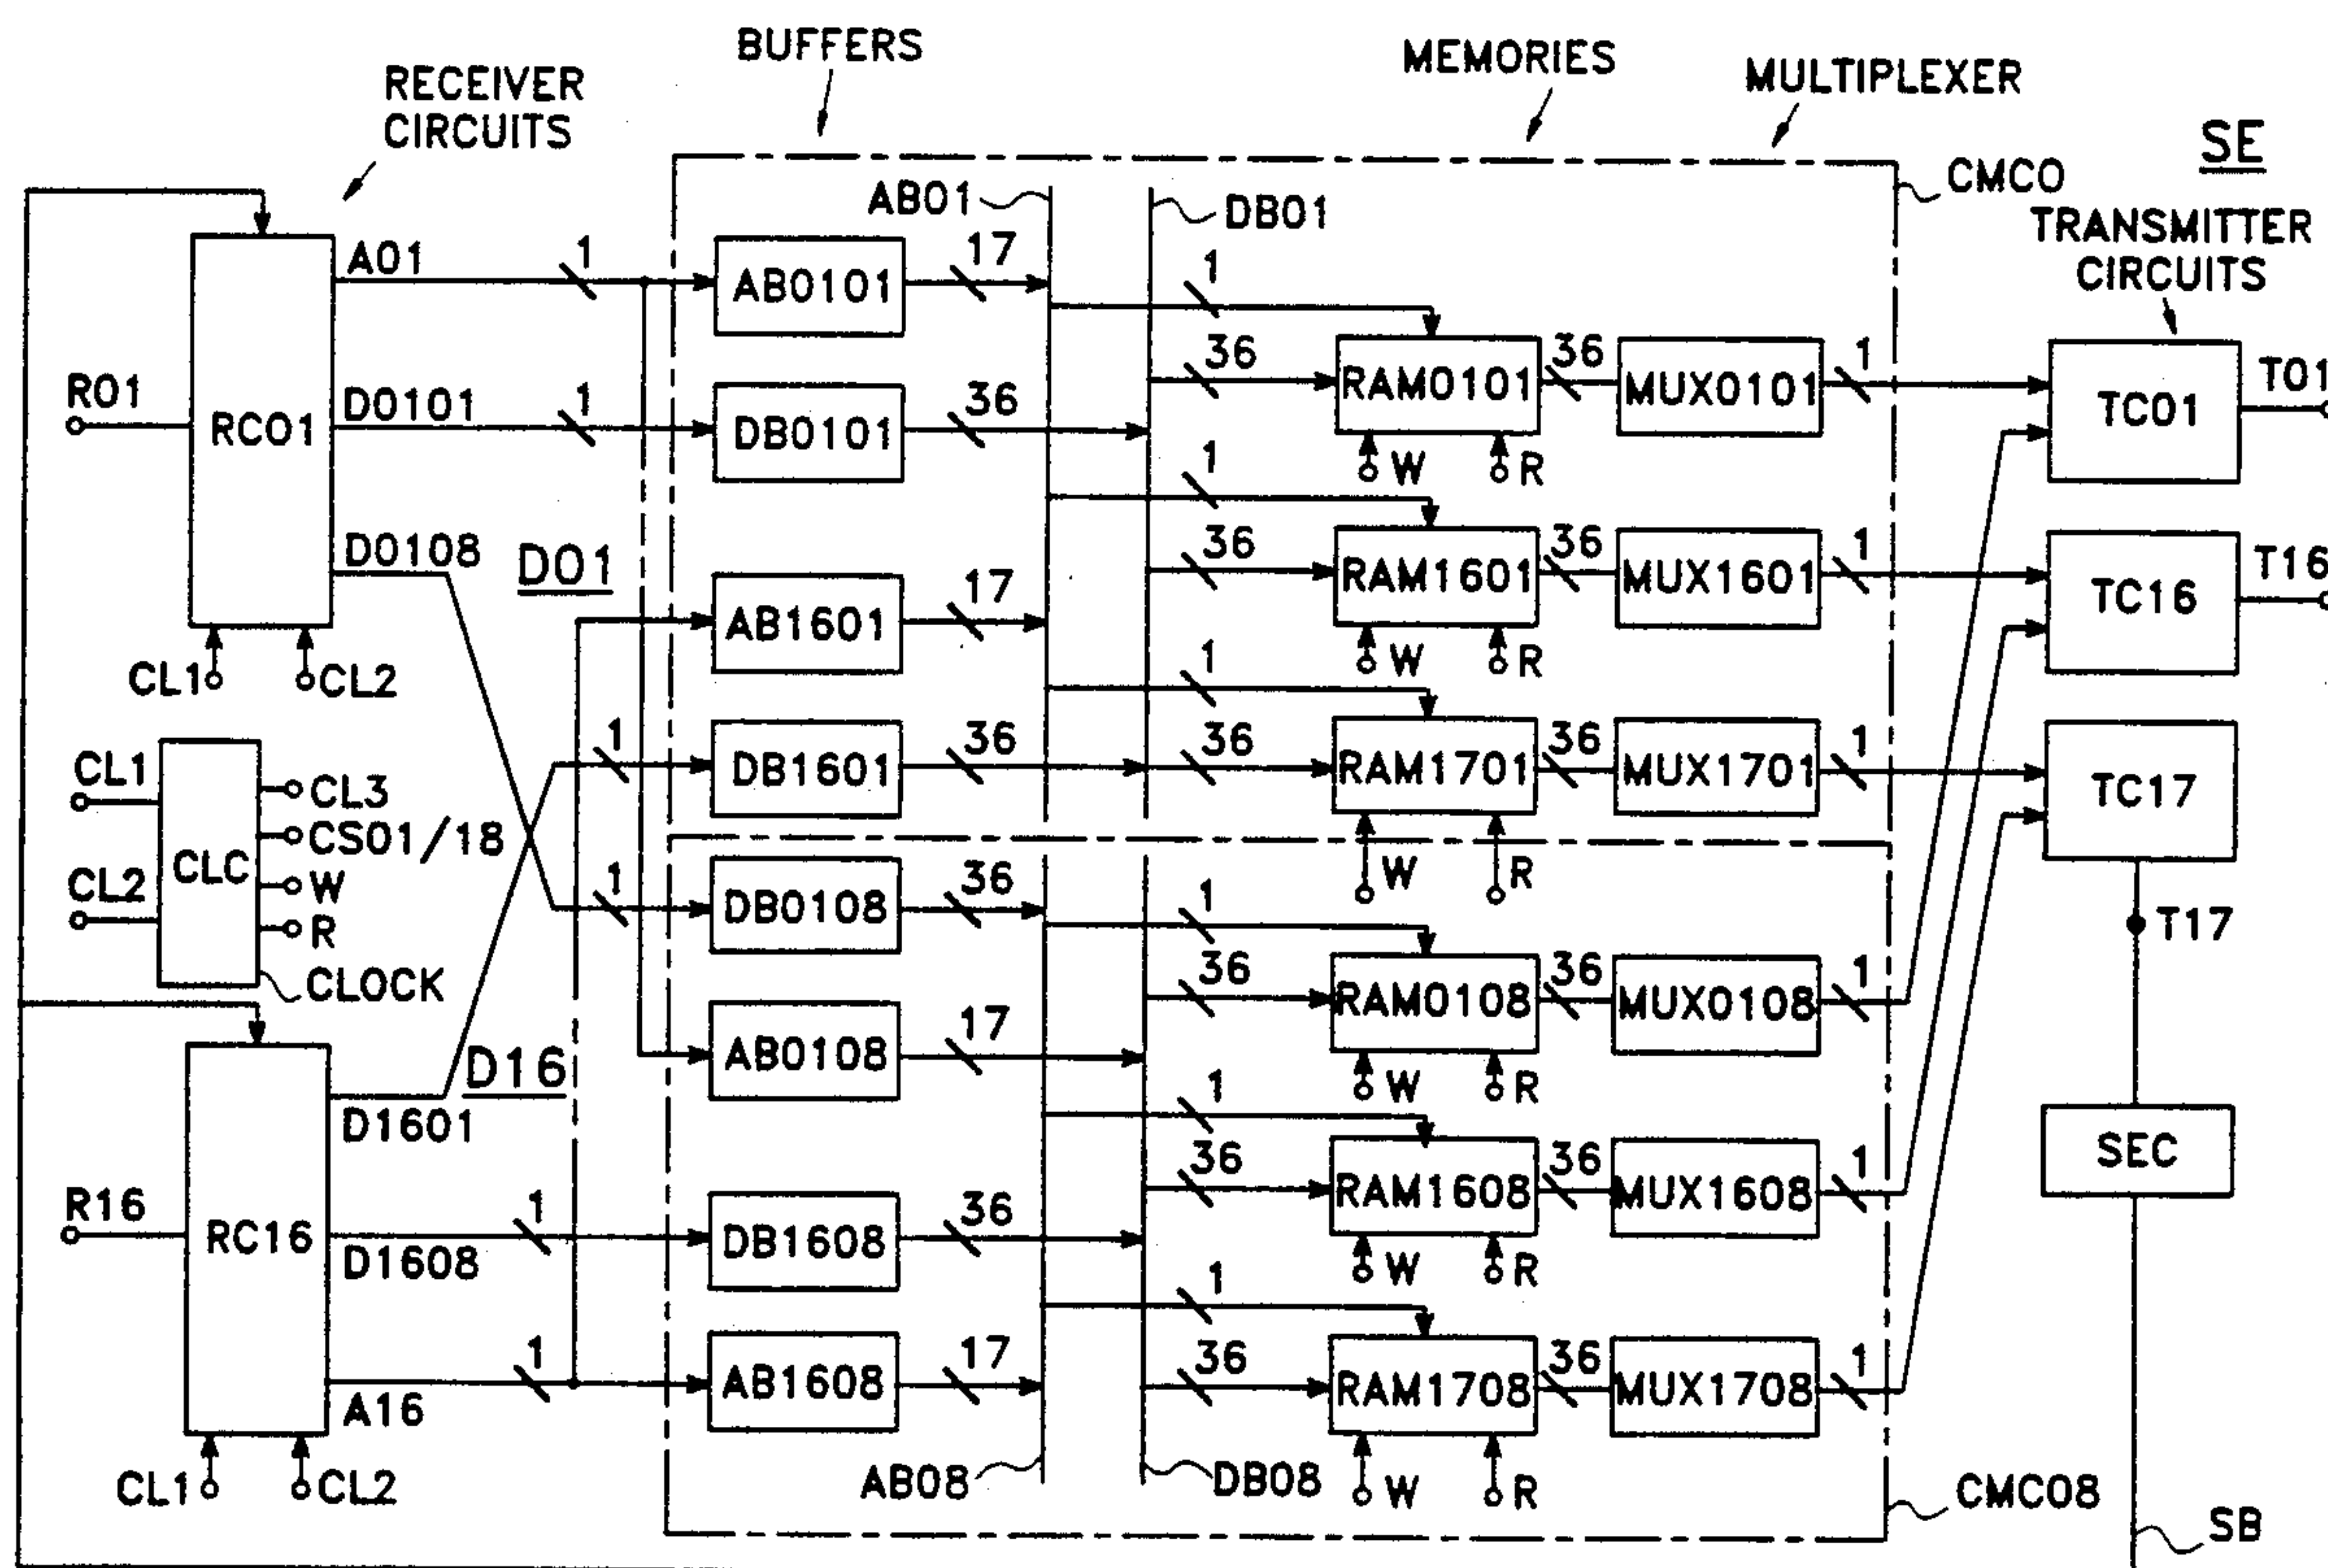 BUFFERS
MEMORIES
MULTIPLEXER
RECEIVER
CIRCUITS
SE
CMC0
TRANSMITTER
CIRCUITS
AB01
DB01
A01
1
AB0101
17
1
R01
RC01
D0101
1
DB0101
36
36
RAM0101
36
MUX0101
1
TC01
T01
W
R
1
D0108
D01
36
RAM1601
36
MUX1601
1
TC16
T16
AB1601
17
W
R
1
CL1
CL2
1
DB1601
36
36
RAM1701
36
MUX1701
1
TC17
W
R
CL1
CL2
CLC
CL3
CS01/18
W
R
CLOCK
1
DB0108
36
1
T17
AB0108
17
36
RAM0108
36
MUX0108
1
W
R
1
D16
D1601
SEC
R16
RC16
1
D1608
DB1608
36
36
RAM1608
36
MUX1608
1
W
R
1
1
A16
AB1608
17
36
RAM1708
36
MUX1708
1
W
R
CL1
CL2
AB08
DB08
CMC08
SB